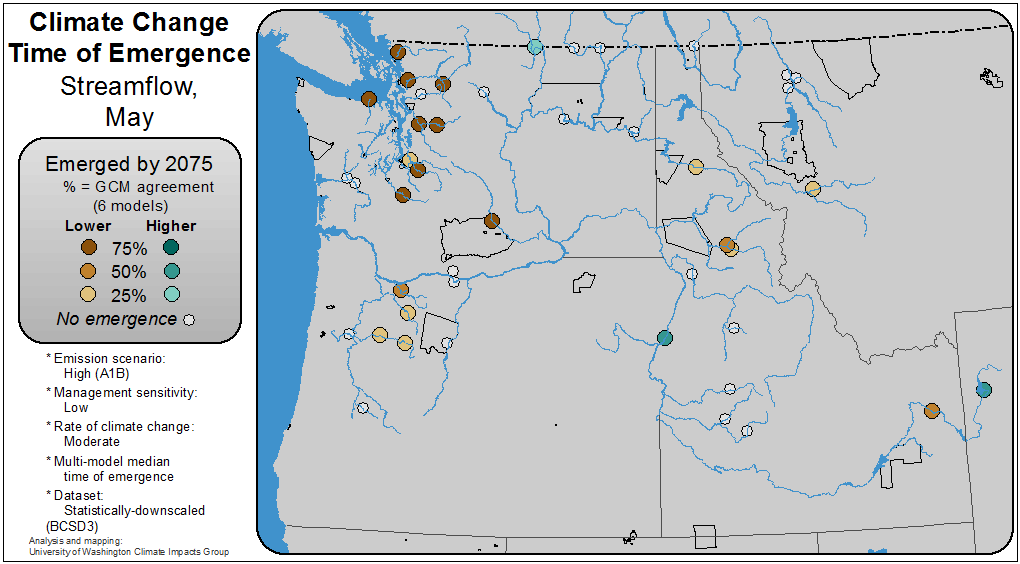 Climate Change
Time of Emergence
Streamflow,
May
Emerged by 2075
% = GCM agreement
(6 models)
Lower Higher
75%
50%
25%
No emergence
* Emission scenario:
High (A1B)
* Management sensitivity:
Low
* Rate of climate change:
Moderate
* Multi-model median
time of emergence
* Dataset:
Statistically-downscaled
(BCSD3)
Analysis and mapping:
University of Washington Climate Impacts Group